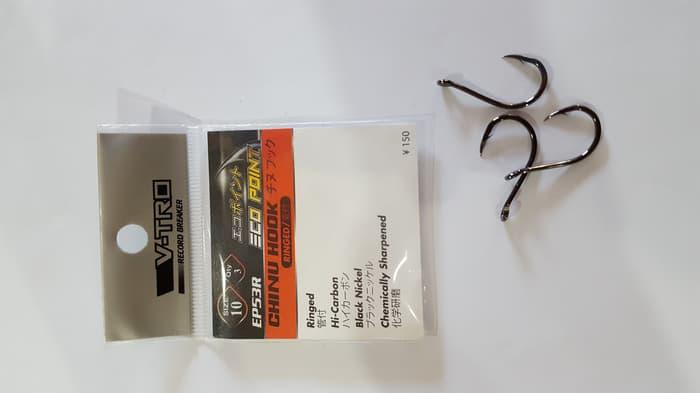 V-TRO
RECORD BREAKER
エコポイント
ECO POINT
SIZE 10
Qty 3
EP53R
CHINU HOOK チヌ フック
RINGED/管付
Ringed
管付
Hi-Carbon
ハイカーボン
Black Nickel
ブラックニッケル
Chemically Sharpened
化学研磨
¥150